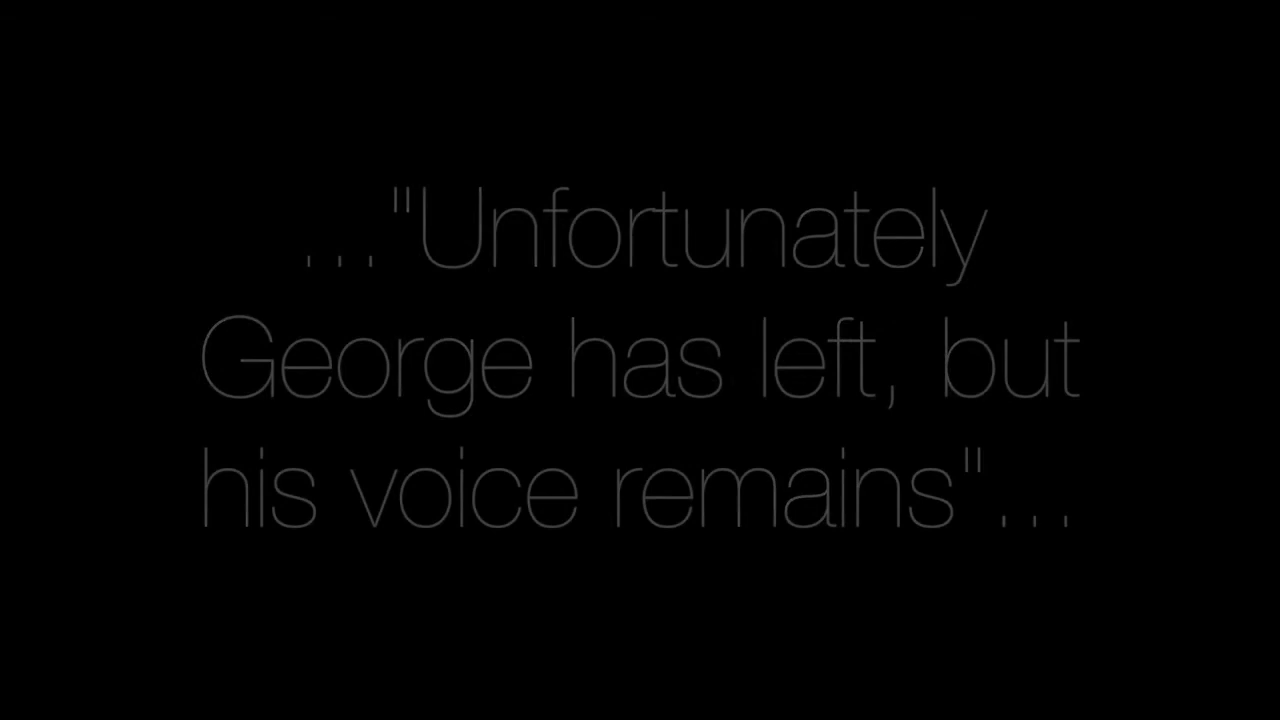 ..."Unfortunately
George has left, but
his voice remains"...